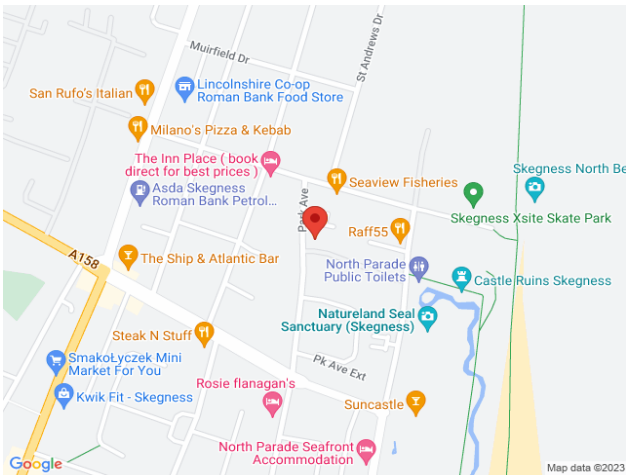 Muirfield Dr
St Andrews Dr
San Rufo's Italian
Lincolnshire Co-op
Roman Bank Food Store
Milano's Pizza & Kebab
The Inn Place ( book
direct for best prices )
Skegness North Be
Asda Skegness
Roman Bank Petrol...
Seaview Fisheries
Park Ave
Skegness Xsite Skate Park
Raff55
A158
The Ship & Atlantic Bar
North Parade
Public Toilets
Castle Ruins Skegness
Natureland Seal
Sanctuary (Skegness)
Steak N Stuff
SmakoŁyczek Mini
Market For You
Pk Ave Ext
Rosie flanagan's
Kwik Fit - Skegness
Suncastle
North Parade Seafront
Accommodation
Google
Map data ©2023